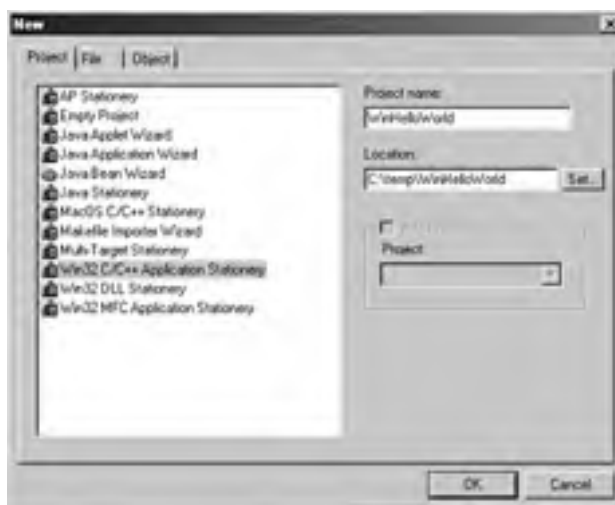 New
Project File Object
AP Stationery
Empty Project
Java Applet Wizard
Java Application Wizard
Java Bean Wizard
Java Stationery
MacOS C/C++ Stationery
Makefile Importer Wizard
Multi-Target Stationery
Win32 C/C++ Application Stationery
Win32 DLL Stationery
Win32 MFC Application Stationery
Project name:
WinHelloWorld
Location:
C:\temp\WinHelloWorld
Set...
Project:
OK
Cancel